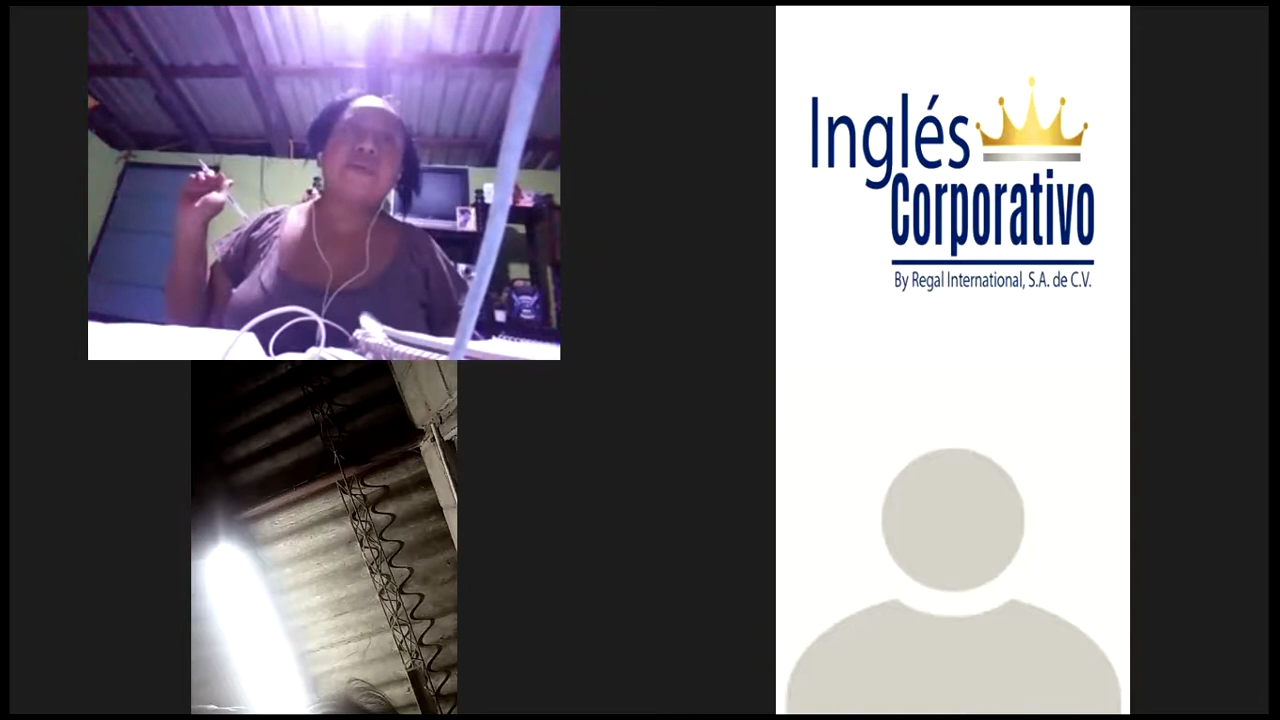 Inglés
Corporativo
By Regal International, S.A. de C.V.